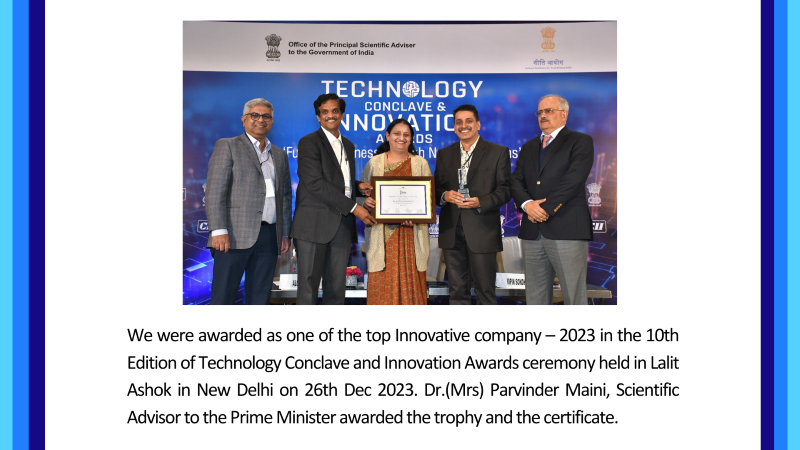 Office of the Principal Scientific Adviser
to the Government of India
नीति आयोग
TECHNOLOGY
CONCLAVE &
INNOVATIO
AWARDS
We were awarded as one of the top Innovative company – 2023 in the 10th
Edition of Technology Conclave and Innovation Awards ceremony held in Lalit
Ashok in New Delhi on 26th Dec 2023. Dr.(Mrs) Parvinder Maini, Scientific
Advisor to the Prime Minister awarded the trophy and the certificate.